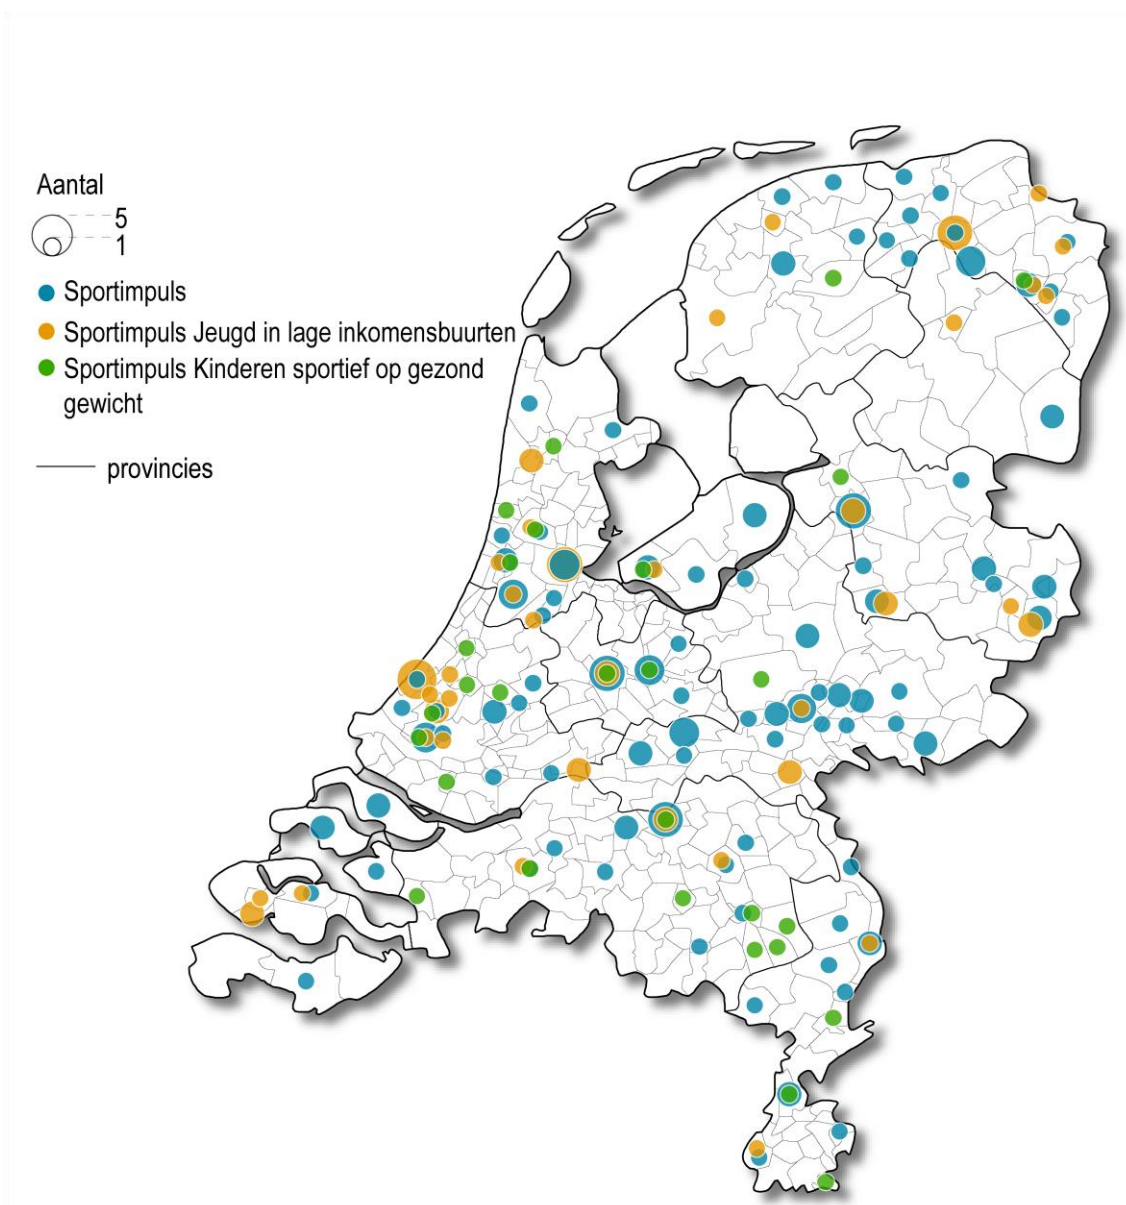 Aantal
5
1
Sportimpuls
Sportimpuls Jeugd in lage inkomensbuurten
Sportimpuls Kinderen sportief op gezond
gewicht
provincies